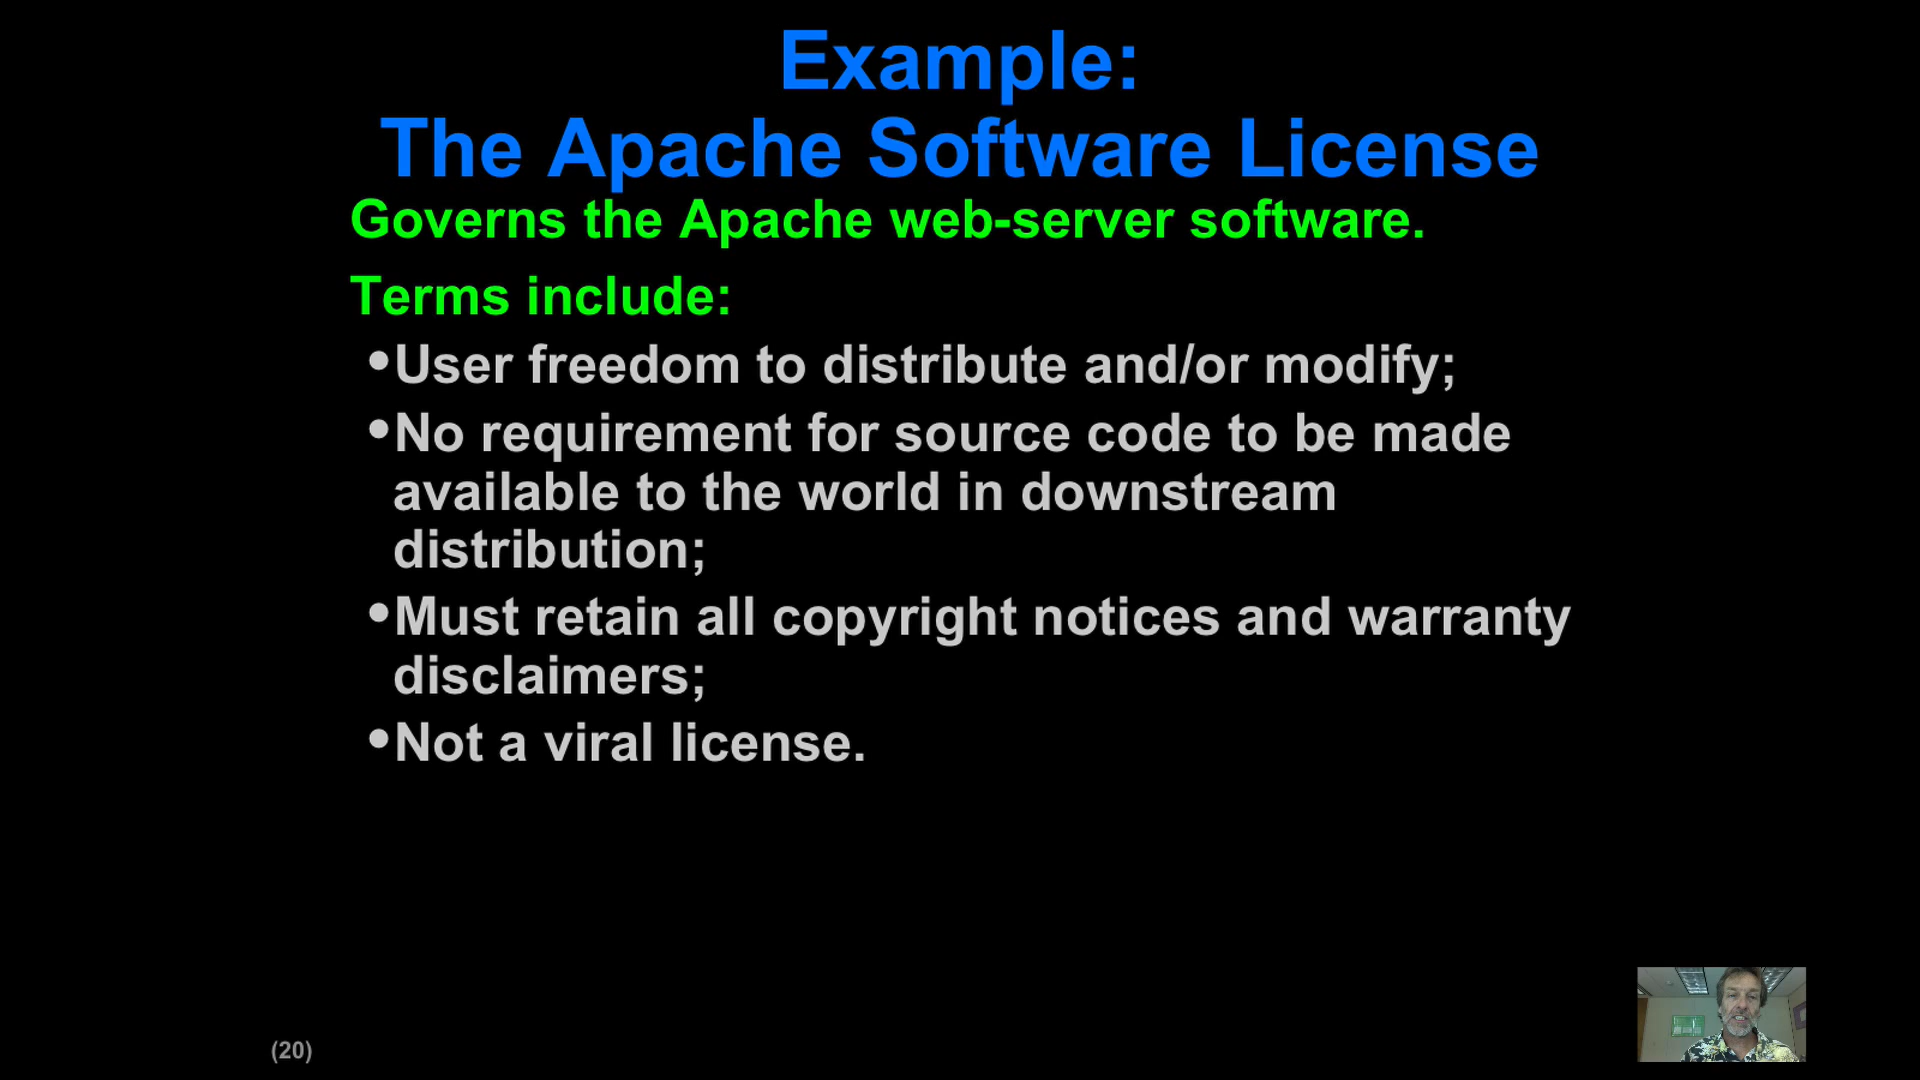 Example:
The Apache Software License
Governs the Apache web-server software.
Terms include:
•User freedom to distribute and/or modify;
•No requirement for source code to be made
available to the world in downstream
distribution;
•Must retain all copyright notices and warranty
disclaimers;
•Not a viral license.
(20)